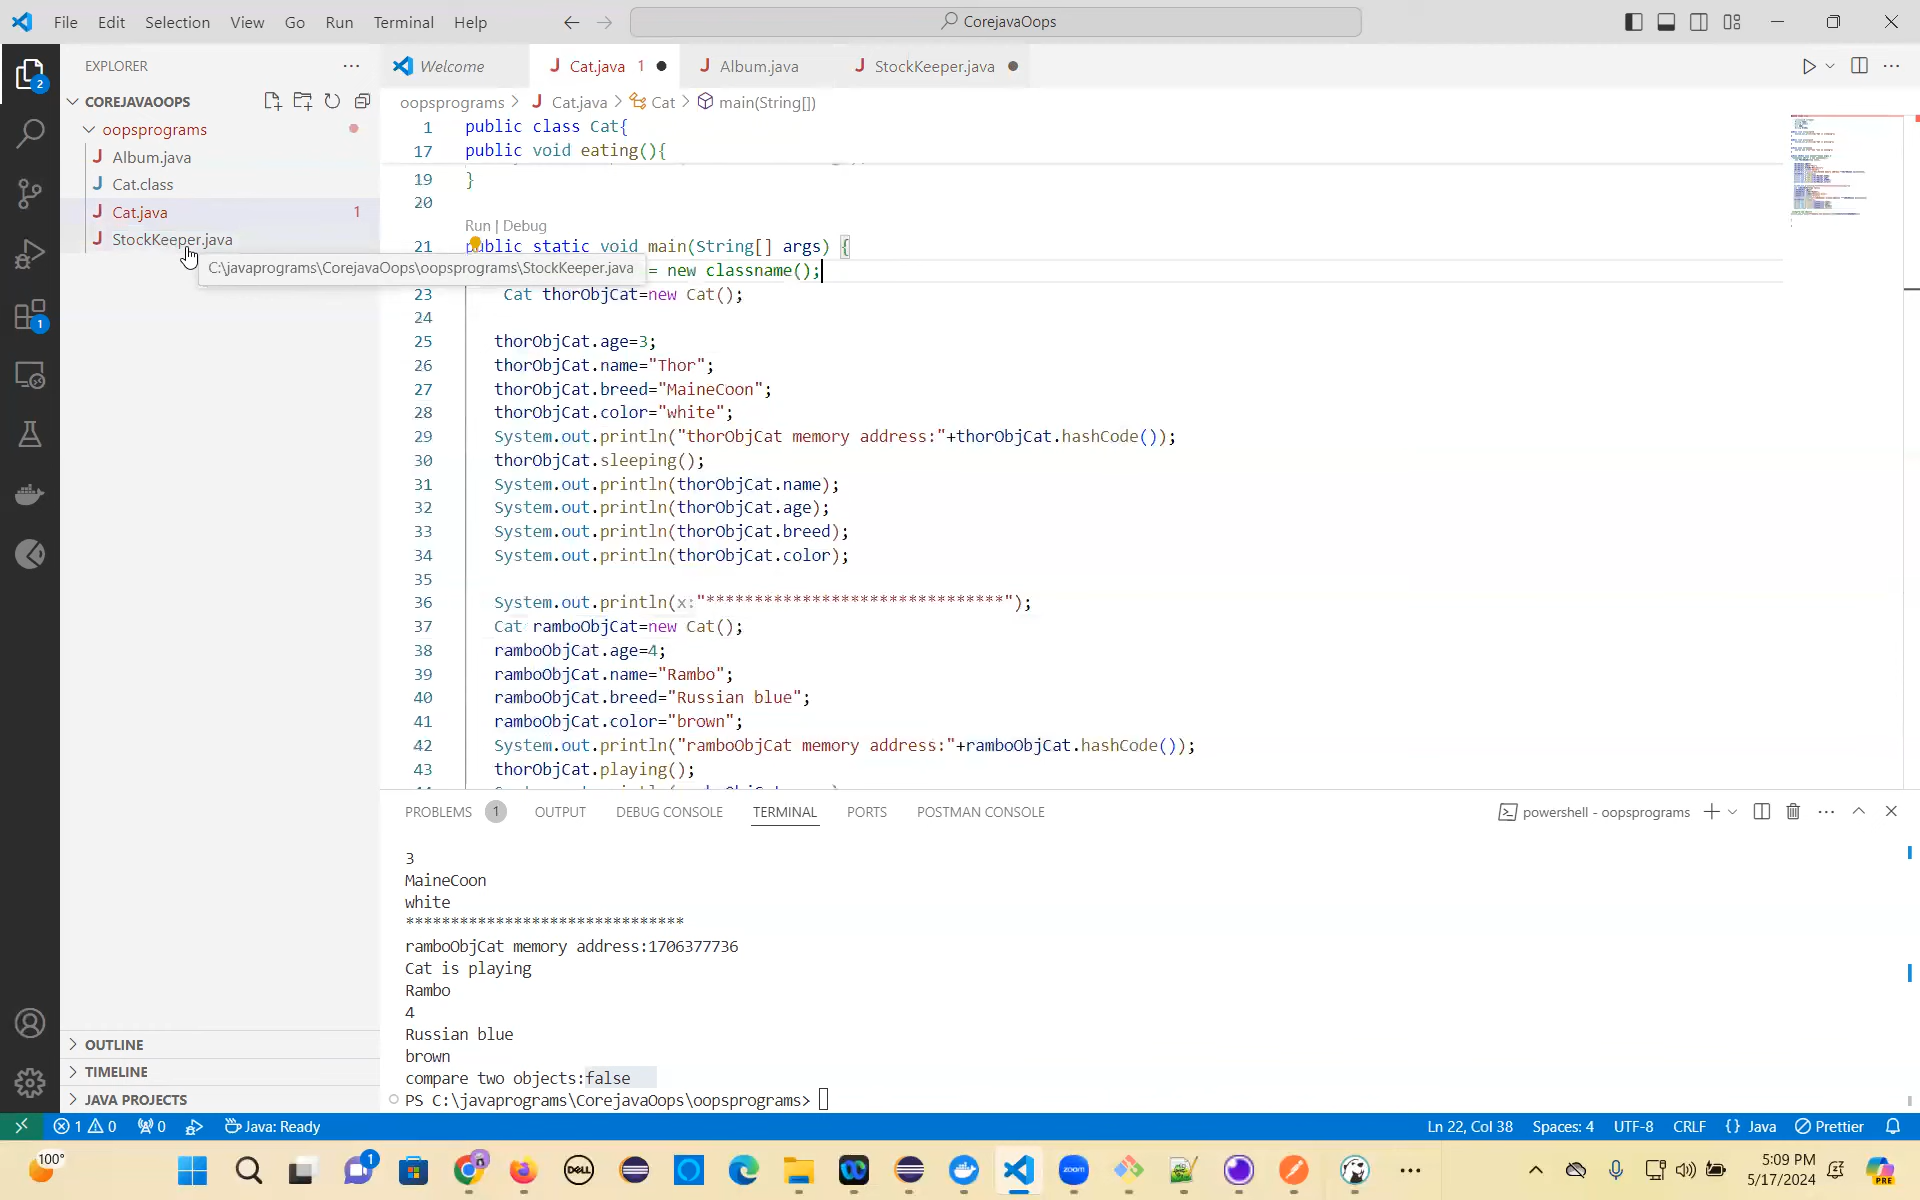 File Edit Selection View Go Run Terminal Help
CorejavaOops
EXPLORER
COREJAVAOOPS
oopsprograms
Album.java
Cat.class
Cat.java 1
StockKeeper.java
C:\javaprograms\CorejavaOops\oopsprograms\StockKeeper.java
OUTLINE
TIMELINE
JAVA PROJECTS
2
1
Welcome Cat.java 1 Album.java StockKeeper.java
oopsprograms > Cat.java > Cat > main(String[])
1 public class Cat{
17 public void eating(){
19 }
20
Run | Debug
21 public static void main(String[] args) {
= new classname();
23 Cat thorObjCat=new Cat();
24
25 thorObjCat.age=3;
26 thorObjCat.name="Thor";
27 thorObjCat.breed="MaineCoon";
28 thorObjCat.color="white";
29 System.out.println("thorObjCat memory address:"+thorObjCat.hashCode());
30 thorObjCat.sleeping();
31 System.out.println(thorObjCat.name);
32 System.out.println(thorObjCat.age);
33 System.out.println(thorObjCat.breed);
34 System.out.println(thorObjCat.color);
35
36 System.out.println(x:"*******************************");
37 Cat ramboObjCat=new Cat();
38 ramboObjCat.age=4;
39 ramboObjCat.name="Rambo";
40 ramboObjCat.breed="Russian blue";
41 ramboObjCat.color="brown";
42 System.out.println("ramboObjCat memory address:"+ramboObjCat.hashCode());
43 thorObjCat.playing();
PROBLEMS 1 OUTPUT DEBUG CONSOLE TERMINAL PORTS POSTMAN CONSOLE
powershell - oopsprograms
3
MaineCoon
white
*******************************
ramboObjCat memory address:1706377736
Cat is playing
Rambo
4
Russian blue
brown
compare two objects:false
PS C:\javaprograms\CorejavaOops\oopsprograms>
1 0 0 Java: Ready
Ln 22, Col 38 Spaces: 4 UTF-8 CRLF {} Java Prettier
100°
1
DELL
zoom
5:09 PM
5/17/2024
PRE